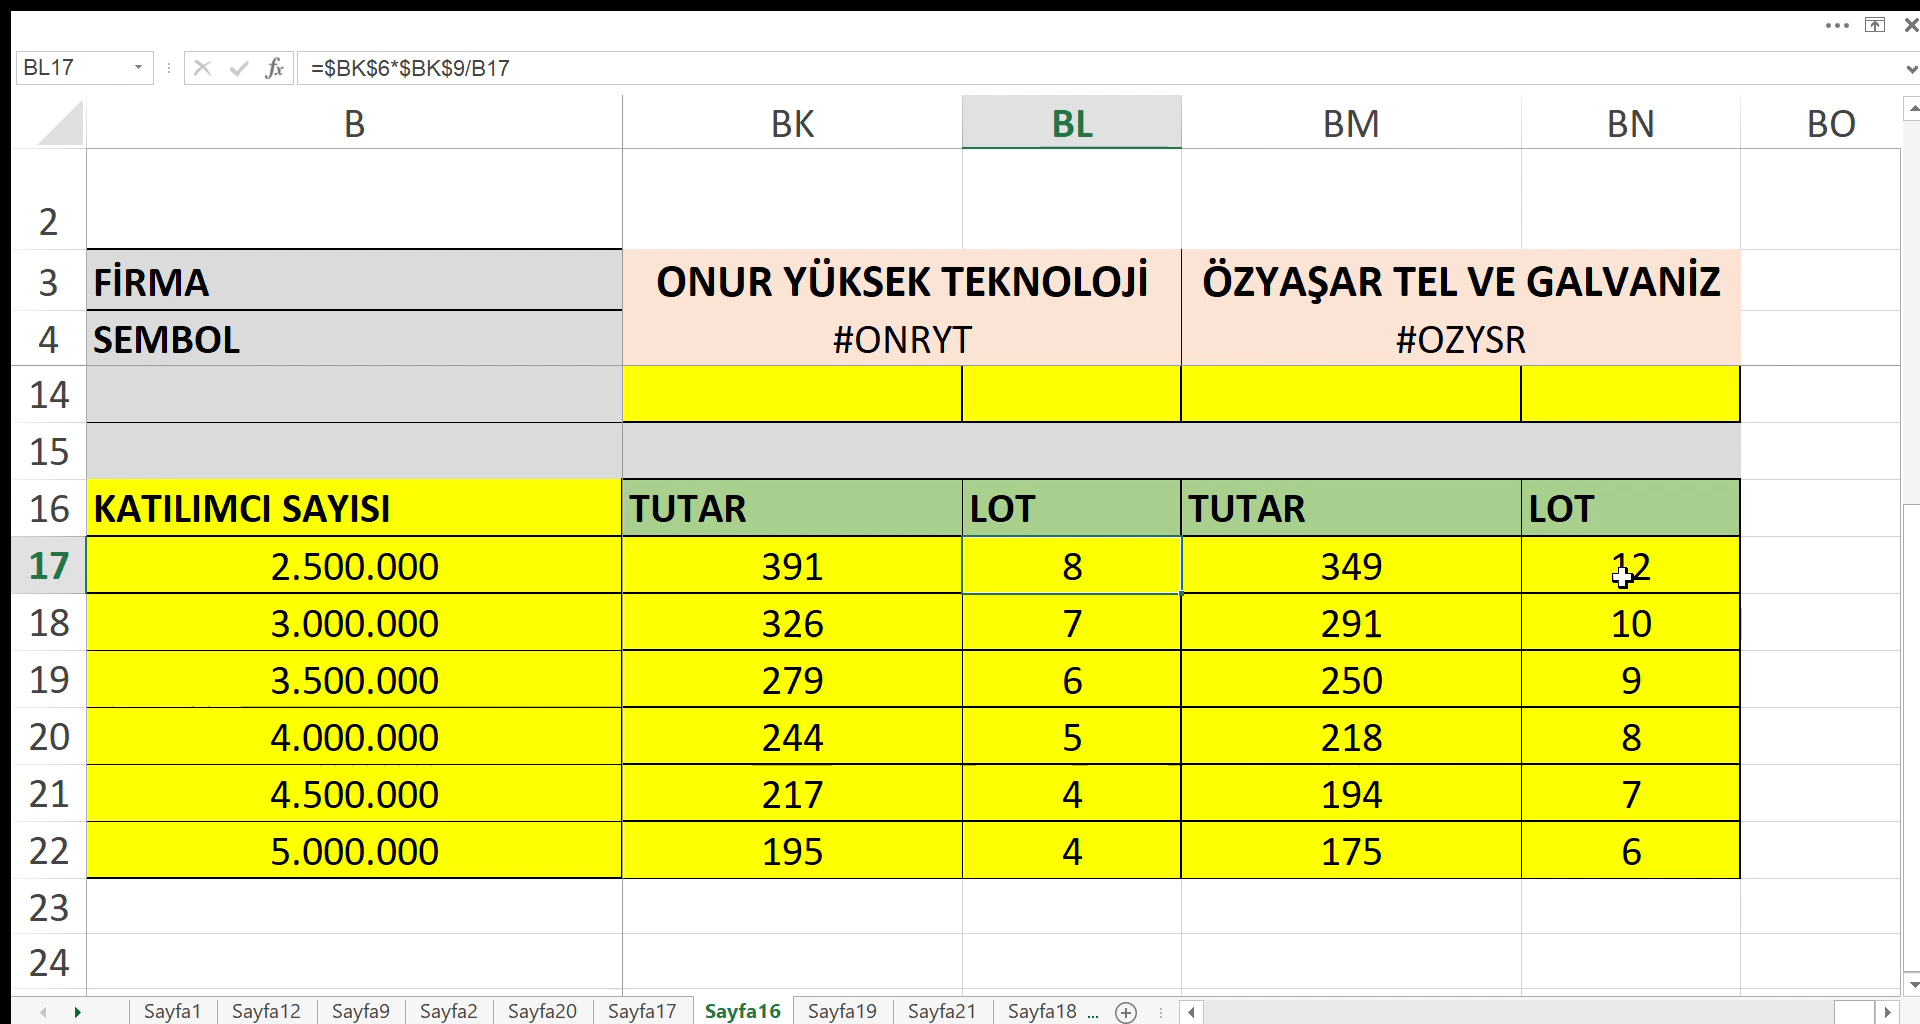 BL17 fx =$BK$6*$BK$9/B17
B BK BL BM BN BO
2
3 FİRMA ONUR YÜKSEK TEKNOLOJİ ÖZYAŞAR TEL VE GALVANİZ
4 SEMBOL #ONRYT #OZYSR
14
15
16 KATILIMCI SAYISI TUTAR LOT TUTAR LOT
17 2.500.000 391 8 349 12
18 3.000.000 326 7 291 10
19 3.500.000 279 6 250 9
20 4.000.000 244 5 218 8
21 4.500.000 217 4 194 7
22 5.000.000 195 4 175 6
23
24
Sayfa1 Sayfa12 Sayfa9 Sayfa2 Sayfa20 Sayfa17 Sayfa16 Sayfa19 Sayfa21 Sayfa18 ...